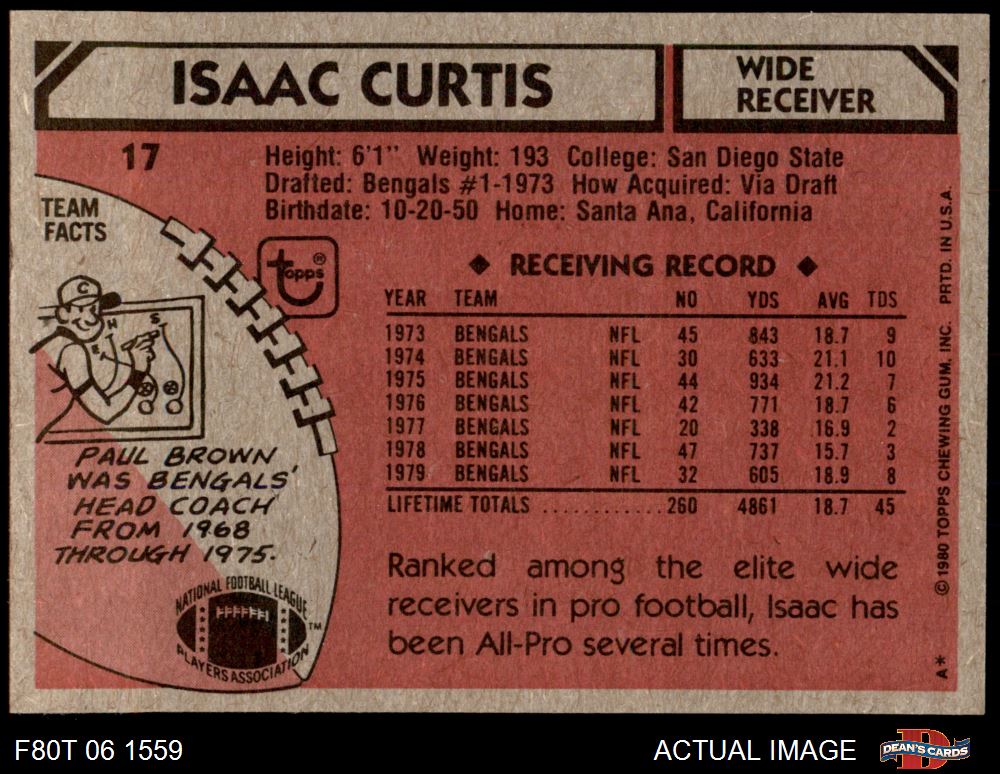 ISAAC CURTIS
WIDE
RECEIVER
17
Height: 6'1" Weight: 193 College: San Diego State
Drafted: Bengals #1-1973 How Acquired: Via Draft
Birthdate: 10-20-50 Home: Santa Ana, California
TEAM
FACTS
C
H
S
E
PAUL BROWN
WAS BENGALS'
HEAD COACH
FROM 1968
THROUGH 1975.
NATIONAL FOOTBALL LEAGUE
PLAYERS ASSOCIATION
TM
topps ®
◆ RECEIVING RECORD ◆
YEAR TEAM NO YDS AVG TDS
1973 BENGALS NFL 45 843 18.7 9
1974 BENGALS NFL 30 633 21.1 10
1975 BENGALS NFL 44 934 21.2 7
1976 BENGALS NFL 42 771 18.7 6
1977 BENGALS NFL 20 338 16.9 2
1978 BENGALS NFL 47 737 15.7 3
1979 BENGALS NFL 32 605 18.9 8
LIFETIME TOTALS ............ 260 4861 18.7 45
Ranked among the elite wide
receivers in pro football, Isaac has
been All-Pro several times.
A* ©1980 TOPPS CHEWING GUM, INC. PRTD. IN U.S.A.
F80T 06 1559
ACTUAL IMAGE
D
DEAN'S CARDS